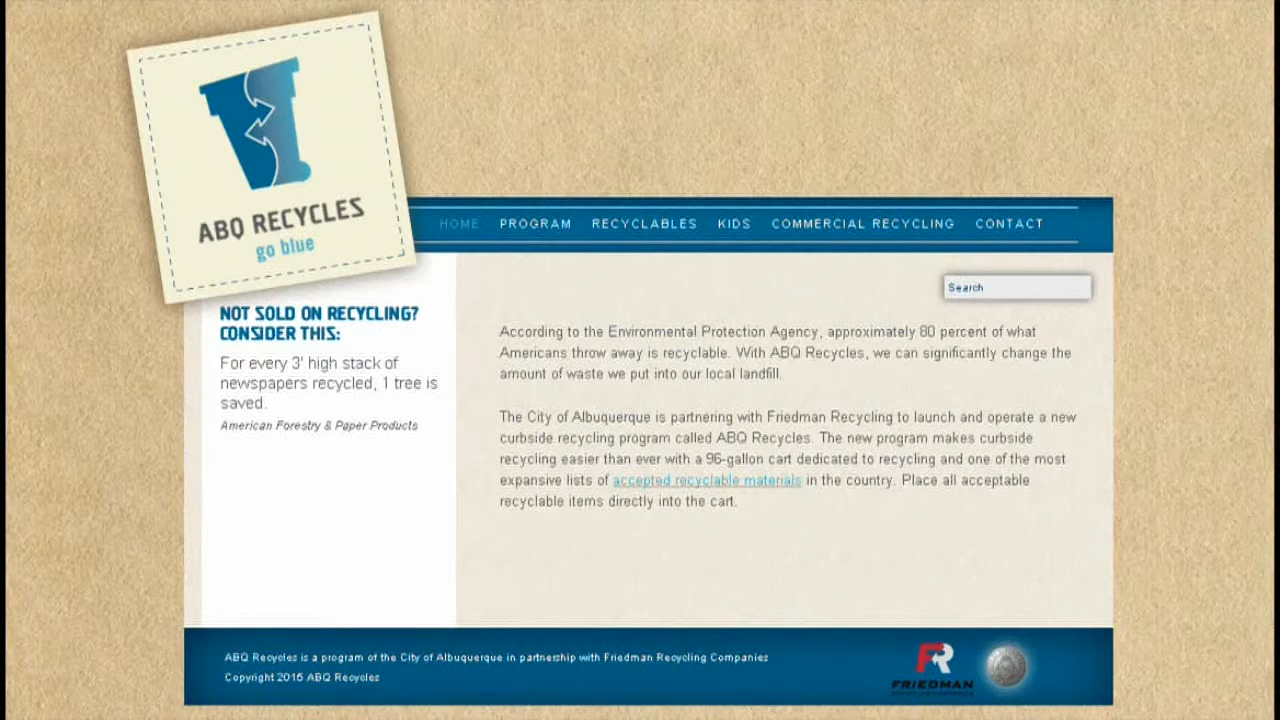 ABQ RECYCLES
go blue
HOME PROGRAM RECYCLABLES KIDS COMMERCIAL RECYCLING CONTACT
Search
NOT SOLD ON RECYCLING?
CONSIDER THIS:
For every 3' high stack of
newspapers recycled, 1 tree is
saved.
American Forestry & Paper Products
According to the Environmental Protection Agency, approximately 80 percent of what
Americans throw away is recyclable. With ABQ Recycles, we can significantly change the
amount of waste we put into our local landfill.
The City of Albuquerque is partnering with Friedman Recycling to launch and operate a new
curbside recycling program called ABQ Recycles. The new program makes curbside
recycling easier than ever with a 96-gallon cart dedicated to recycling and one of the most
expansive lists of accepted recyclable materials in the country. Place all acceptable
recyclable items directly into the cart.
ABQ Recycles is a program of the City of Albuquerque in partnership with Friedman Recycling Companies
Copyright 2015 ABQ Recycles
FR
FRIEDMAN